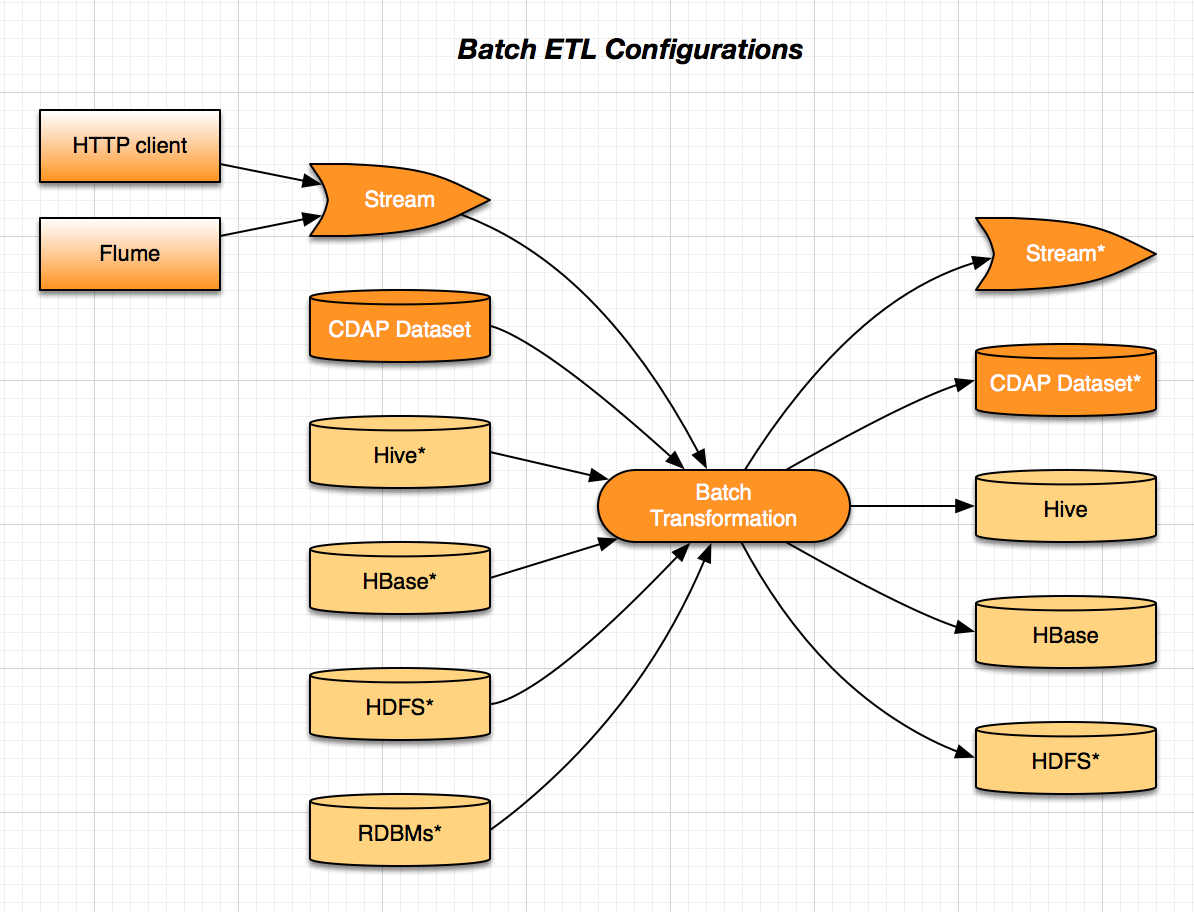 Batch ETL Configurations
HTTP client
Flume
Stream
CDAP Dataset
Hive*
HBase*
HDFS*
RDBMs*
Batch
Transformation
Stream*
CDAP Dataset*
Hive
HBase
HDFS*